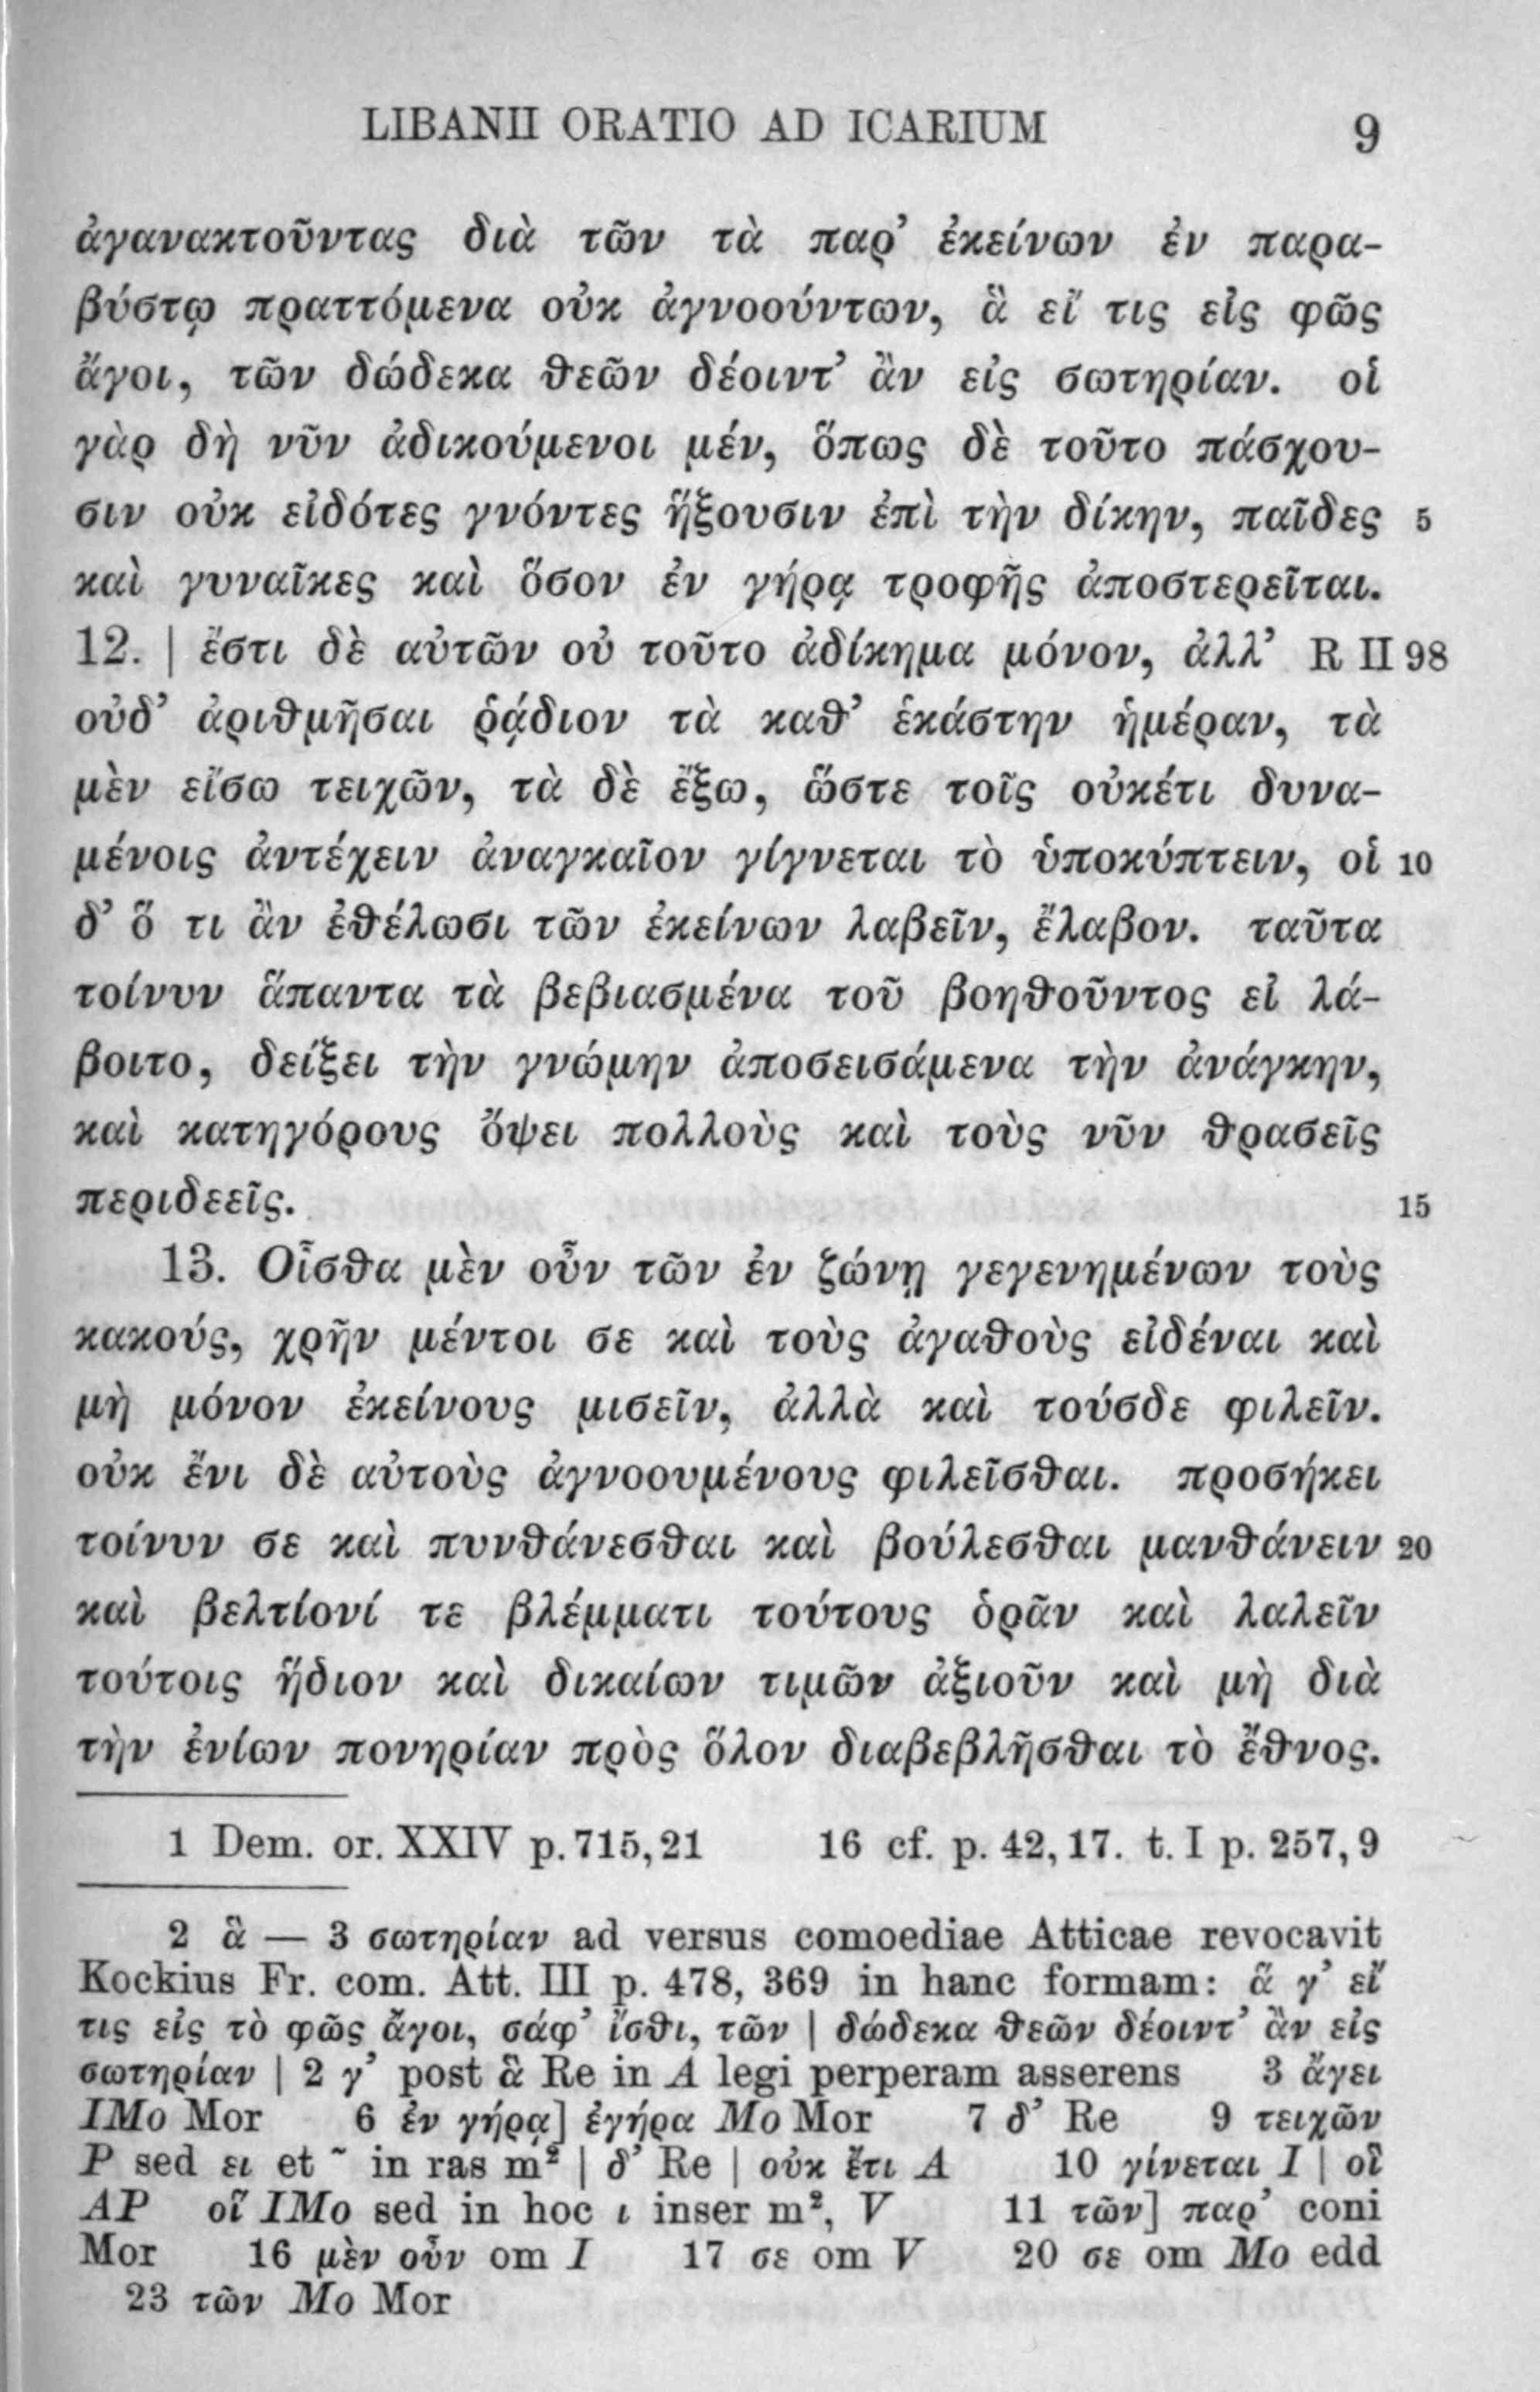 LIBANII ORATIO AD ICARIUM 9
ἀγανακτοῦντας διὰ τῶν τὰ παρ’ ἐκείνων ἐν παρα-
βύστῳ πραττόμενα οὐκ ἀγνοούντων, ἃ εἴ τις εἰς φῶς
ἄγοι, τῶν δώδεκα θεῶν δέοιντ’ ἂν εἰς σωτηρίαν. οἱ
γὰρ δὴ νῦν ἀδικούμενοι μέν, ὅπως δὲ τοῦτο πάσχου-
σιν οὐκ εἰδότες γνόντες ἥξουσιν ἐπὶ τὴν δίκην, παῖδες 5
καὶ γυναῖκες καὶ ὅσον ἐν γήρᾳ τροφῆς ἀποστερεῖται.
12. | ἔστι δὲ αὐτῶν οὐ τοῦτο ἀδίκημα μόνον, ἀλλ’ R II 98
οὐδ’ ἀριθμῆσαι ῥᾴδιον τὰ καθ’ ἑκάστην ἡμέραν, τὰ
μὲν εἴσω τειχῶν, τὰ δὲ ἔξω, ὥστε τοῖς οὐκέτι δυνα-
μένοις ἀντέχειν ἀναγκαῖον γίγνεται τὸ ὑποκύπτειν, οἱ 10
δ’ ὅ τι ἂν ἐθέλωσι τῶν ἐκείνων λαβεῖν, ἔλαβον. ταῦτα
τοίνυν ἅπαντα τὰ βεβιασμένα τοῦ βοηθοῦντος εἰ λά-
βοιτο, δείξει τὴν γνώμην ἀποσεισάμενα τὴν ἀνάγκην,
καὶ κατηγόρους ὄψει πολλοὺς καὶ τοὺς νῦν θρασεῖς
περιδεεῖς. 15
13. Οἶσθα μὲν οὖν τῶν ἐν ζώνῃ γεγενημένων τοὺς
κακούς, χρῆν μέντοι σε καὶ τοὺς ἀγαθοὺς εἰδέναι καὶ
μὴ μόνον ἐκείνους μισεῖν, ἀλλὰ καὶ τούσδε φιλεῖν.
οὐκ ἔνι δὲ αὐτοὺς ἀγνοουμένους φιλεῖσθαι. προσήκει
τοίνυν σε καὶ πυνθάνεσθαι καὶ βούλεσθαι μανθάνειν 20
καὶ βελτίονί τε βλέμματι τούτους ὁρᾶν καὶ λαλεῖν
τούτοις ἥδιον καὶ δικαίων τιμῶν ἀξιοῦν καὶ μὴ διὰ
τὴν ἐνίων πονηρίαν πρὸς ὅλον διαβεβλῆσθαι τὸ ἔθνος.
1 Dem. or. XXIV p. 715, 21 16 cf. p. 42, 17. t. I p. 257, 9
2 ἃ — 3 σωτηρίαν ad versus comoediae Atticae revocavit
Kockius Fr. com. Att. III p. 478, 369 in hanc formam: ἅ γ’ εἴ
τις εἰς τὸ φῶς ἄγοι, σάφ’ ἴσθι, τῶν | δώδεκα θεῶν δέοιντ’ ἂν εἰς
σωτηρίαν | 2 γ’ post ἃ Re in A legi perperam asserens 3 ἄγει
IMo Mor 6 ἐν γήρᾳ] ἐγήρα Mo Mor 7 δ’ Re 9 τειχῶν
P sed ει et ˜ in ras m² | δ’ Re | οὐκ ἔτι A 10 γίνεται I | οἳ
AP οἵ IMo sed in hoc ι inser m², V 11 τῶν] παρ’ coni
Mor 16 μὲν οὖν om I 17 σε om V 20 σε om Mo edd
23 τῶν Mo Mor